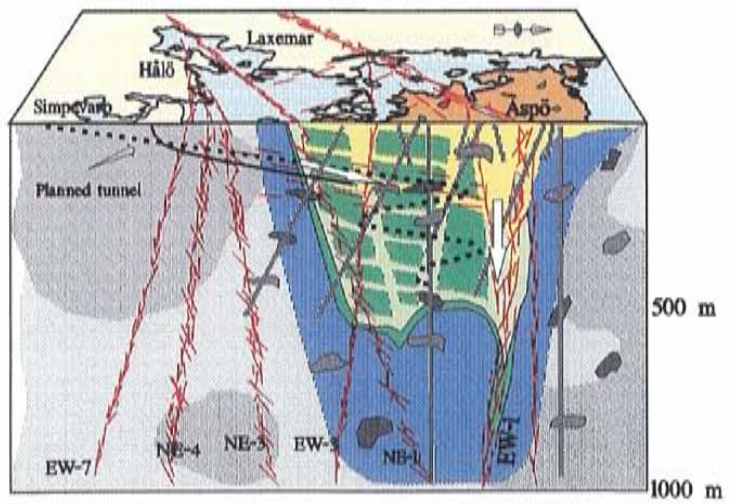 Laxemar
Hålö
Simpevarp
Äspö
Planned tunnel
500 m
EW-1
NE-4
NE-3
EW-3
NE-1
EW-7
1000 m